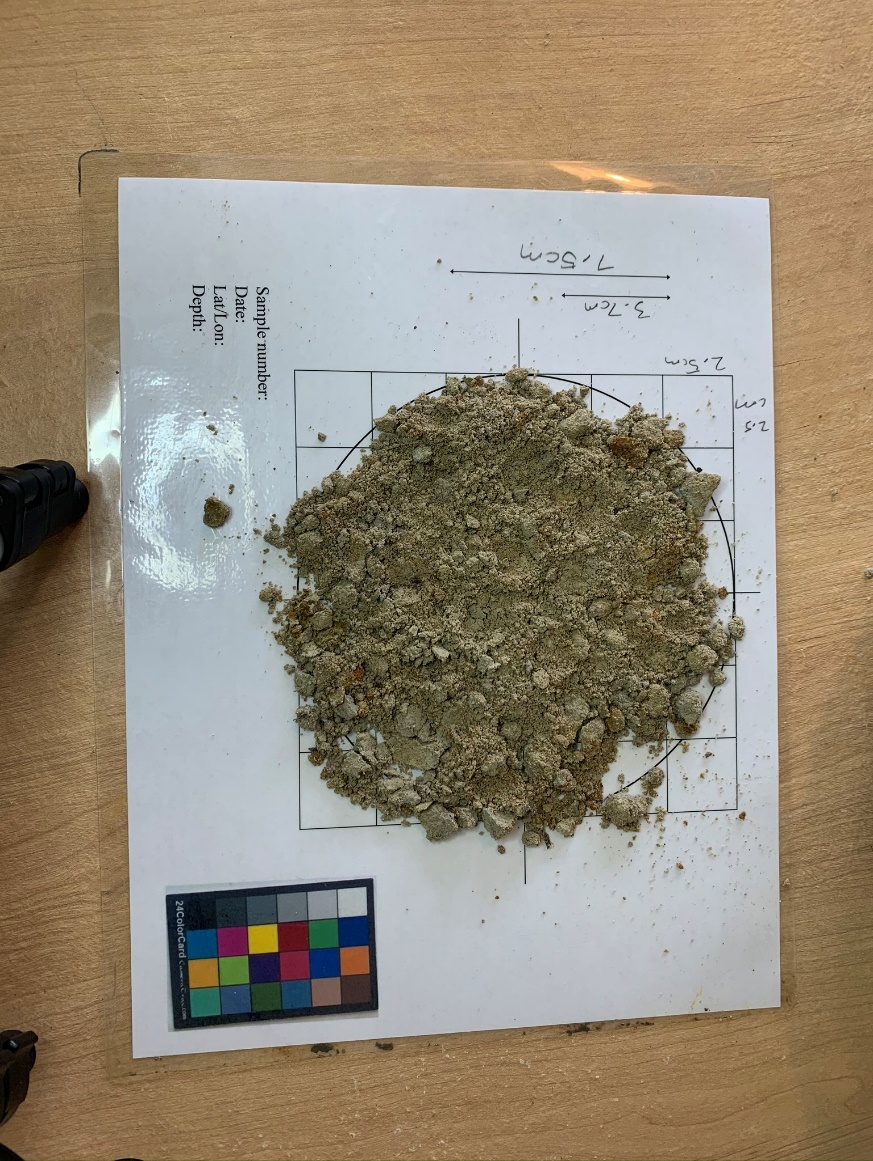 7.5cm
3.7cm
2.5cm
2.5
cm
Sample number:
Date:
Lat/Lon:
Depth:
24ColorCard